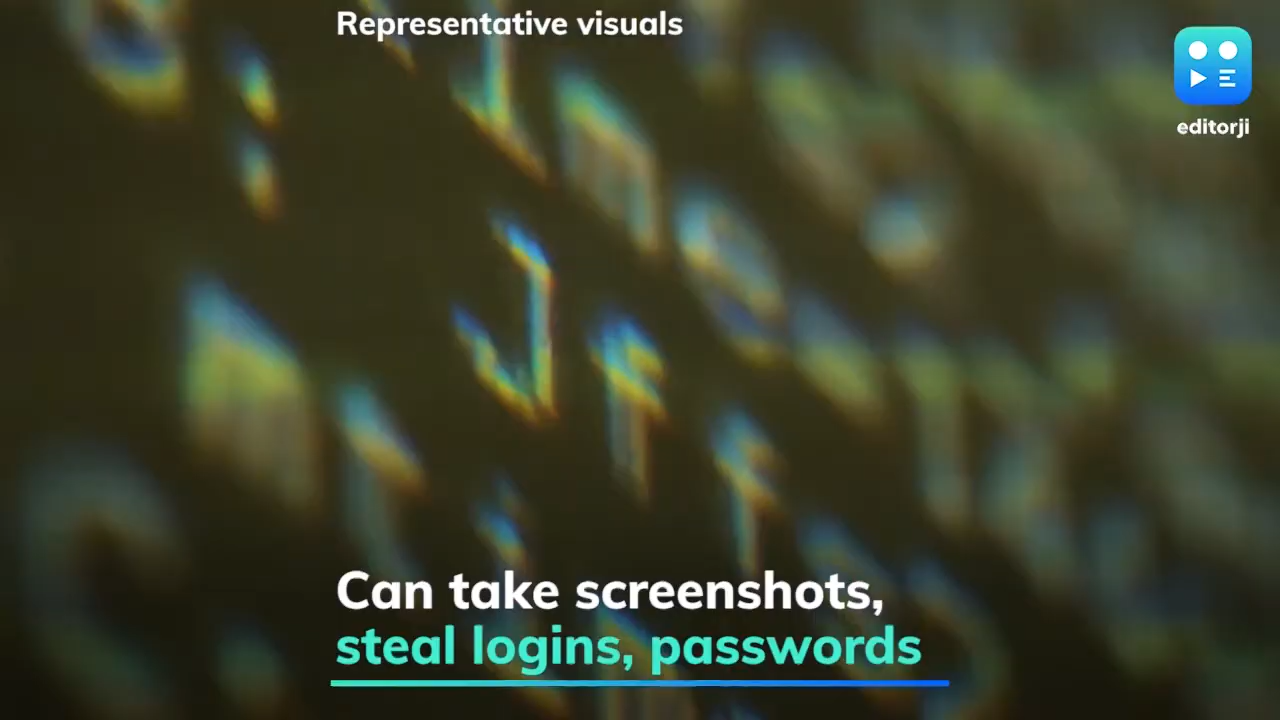 Representative visuals
editorji
Can take screenshots,
steal logins, passwords